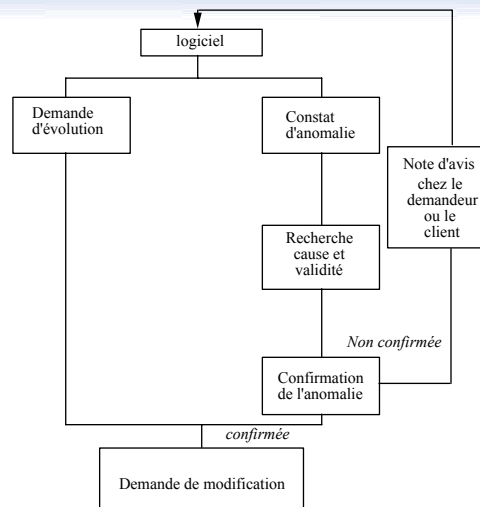 logiciel
Demande
d'évolution
Constat
d'anomalie
Note d'avis
chez le
demandeur
ou le
client
Recherche
cause et
validité
Non confirmée
Confirmation
de l'anomalie
confirmée
Demande de modification